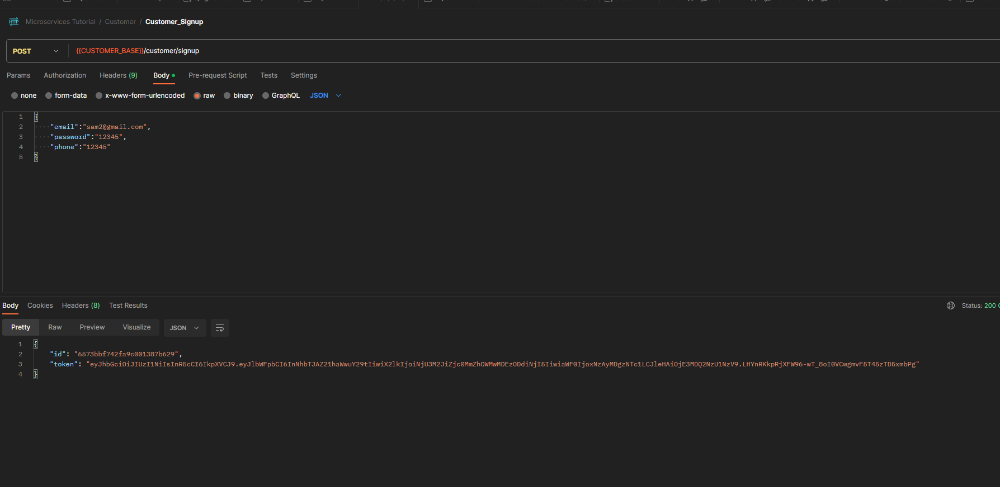 Microservices Tutorial / Customer / Customer_Signup
POST {{CUSTOMER_BASE}}/customer/signup
Params Authorization Headers (9) Body Pre-request Script Tests Settings
none form-data x-www-form-urlencoded raw binary GraphQL JSON
1 {
2 "email":"sam2@gmail.com",
3 "password":"12345",
4 "phone":"12345"
5 }
Body Cookies Headers (8) Test Results Status: 200
Pretty Raw Preview Visualize JSON
1 {
2 "id": "6573bbf742fa9c001387b629",
3 "token": "eyJhbGciOiJIUzI1NiIsInR5cCI6IkpXVCJ9.eyJlbWFpbCI6InNhbTJAZ21haWwuY29tIiwiX2lkIjoiNjU3M2JiZjc0MmZhOWMwMDEzODdiNjI5IiwiaWF0IjoxNzAyMDgzNTc1LCJleHAiOjE3MDQ2NzU1NzV9.LHYnRKkpRjXFW96-wT_8oI0VCwgmvF5T45zTD5xmbPg"
4 }